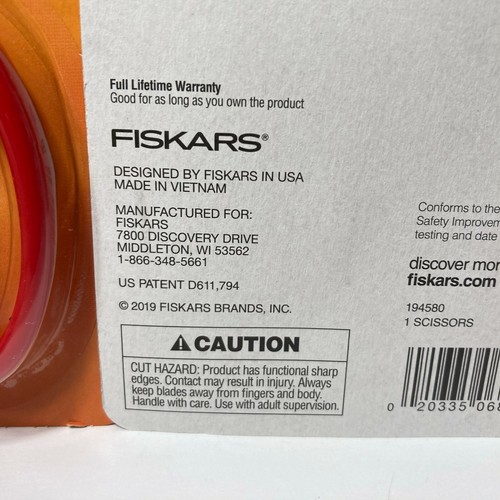 Full Lifetime Warranty
Good for as long as you own the product
FISKARS®
DESIGNED BY FISKARS IN USA
MADE IN VIETNAM
MANUFACTURED FOR:
FISKARS
7800 DISCOVERY DRIVE
MIDDLETON, WI 53562
1-866-348-5661
US PATENT D611,794
© 2019 FISKARS BRANDS, INC.
⚠ CAUTION
CUT HAZARD: Product has functional sharp
edges. Contact may result in injury. Always
keep blades away from fingers and body.
Handle with care. Use with adult supervision.
Conforms to the
Safety
testing and date
discover
fiskars.com
194580
1 SCISSORS
0 20335